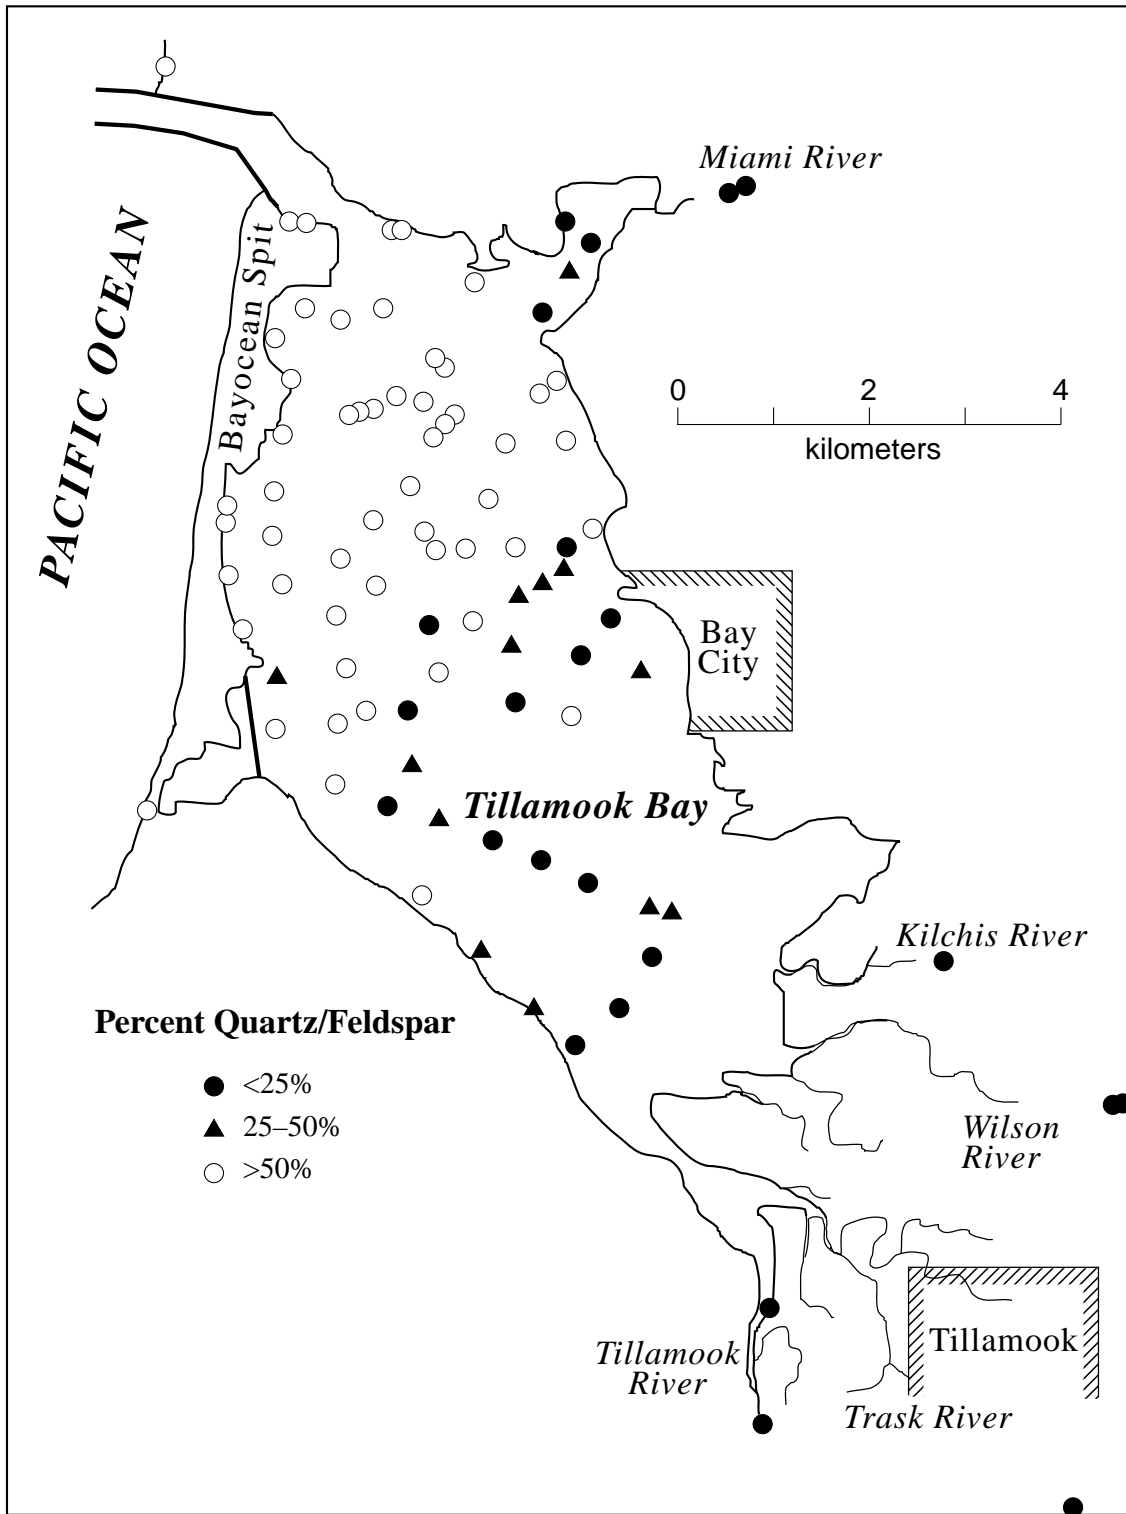 Miami River
PACIFIC OCEAN
Bayocean Spit
0 2 4
kilometers
Bay
City
Tillamook Bay
Kilchis River
Percent Quartz/Feldspar
<25%
25–50%
>50%
Wilson
River
Tillamook
River
Tillamook
Trask River